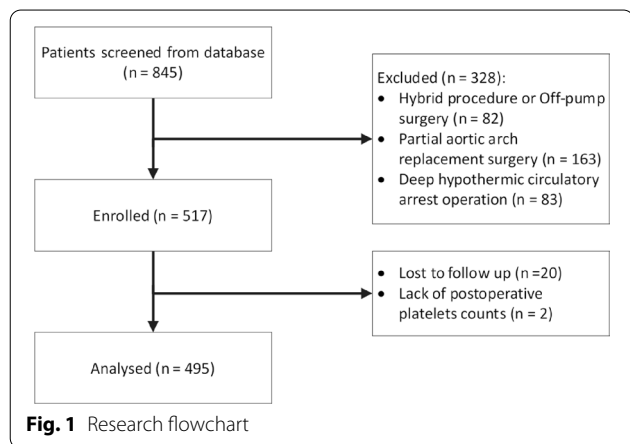 Patients screened from database
(n = 845)
Excluded (n = 328):
• Hybrid procedure or Off-pump
surgery (n = 82)
• Partial aortic arch
replacement surgery (n = 163)
• Deep hypothermic circulatory
arrest operation (n = 83)
Enrolled (n = 517)
• Lost to follow up (n =20)
• Lack of postoperative
platelets counts (n = 2)
Analysed (n = 495)
Fig. 1 Research flowchart